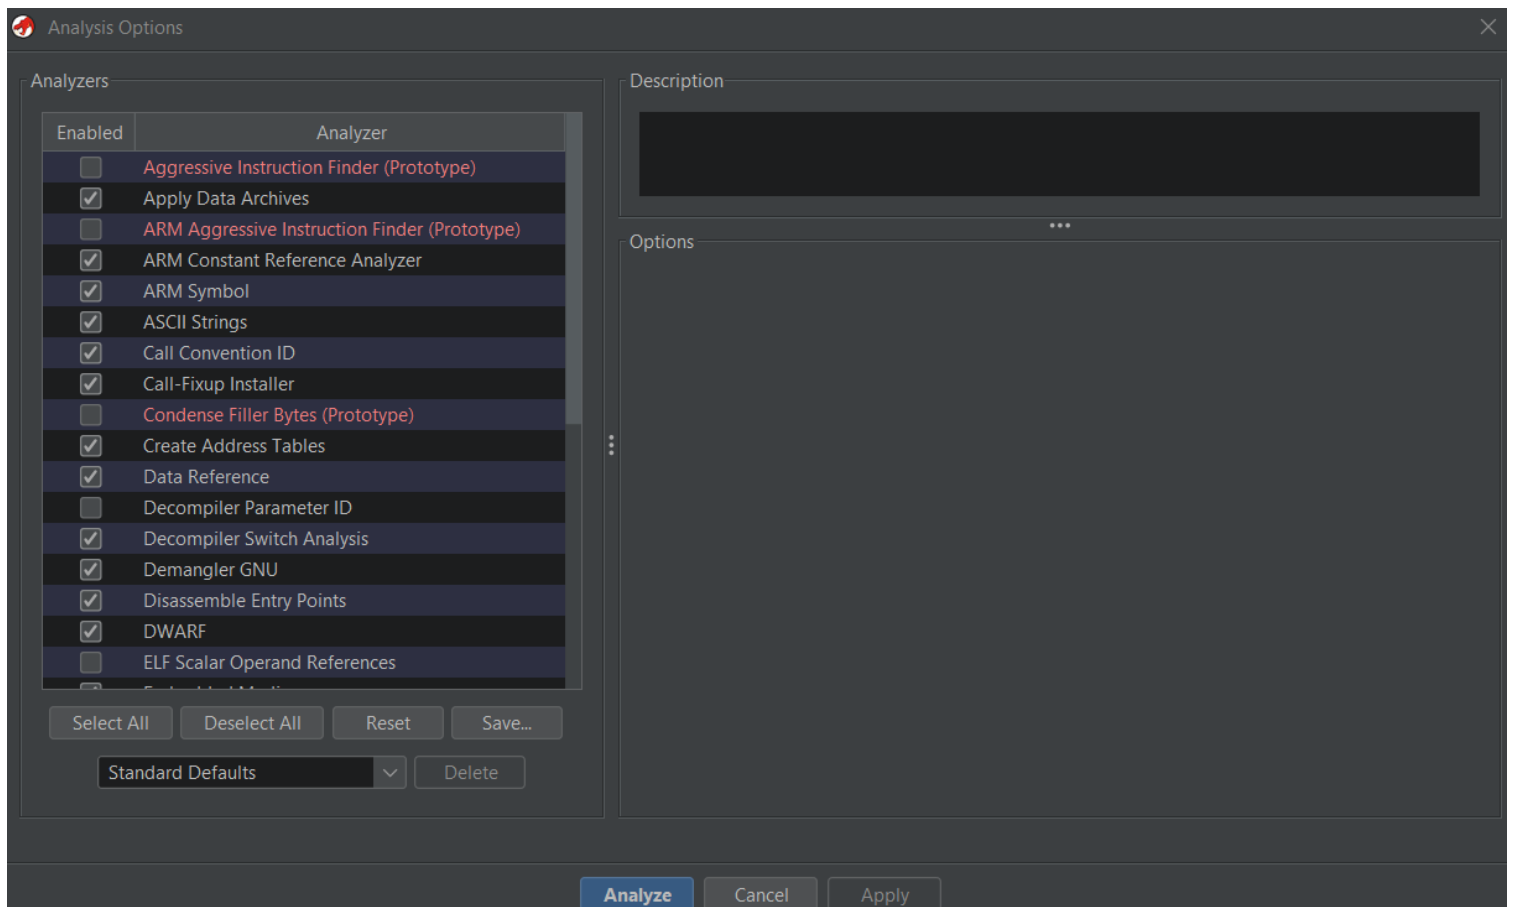 Analysis Options
Analyzers
Enabled Analyzer
Aggressive Instruction Finder (Prototype)
Apply Data Archives
ARM Aggressive Instruction Finder (Prototype)
ARM Constant Reference Analyzer
ARM Symbol
ASCII Strings
Call Convention ID
Call-Fixup Installer
Condense Filler Bytes (Prototype)
Create Address Tables
Data Reference
Decompiler Parameter ID
Decompiler Switch Analysis
Demangler GNU
Disassemble Entry Points
DWARF
ELF Scalar Operand References
Select All Deselect All Reset Save...
Standard Defaults Delete
Description
Options
Analyze Cancel Apply